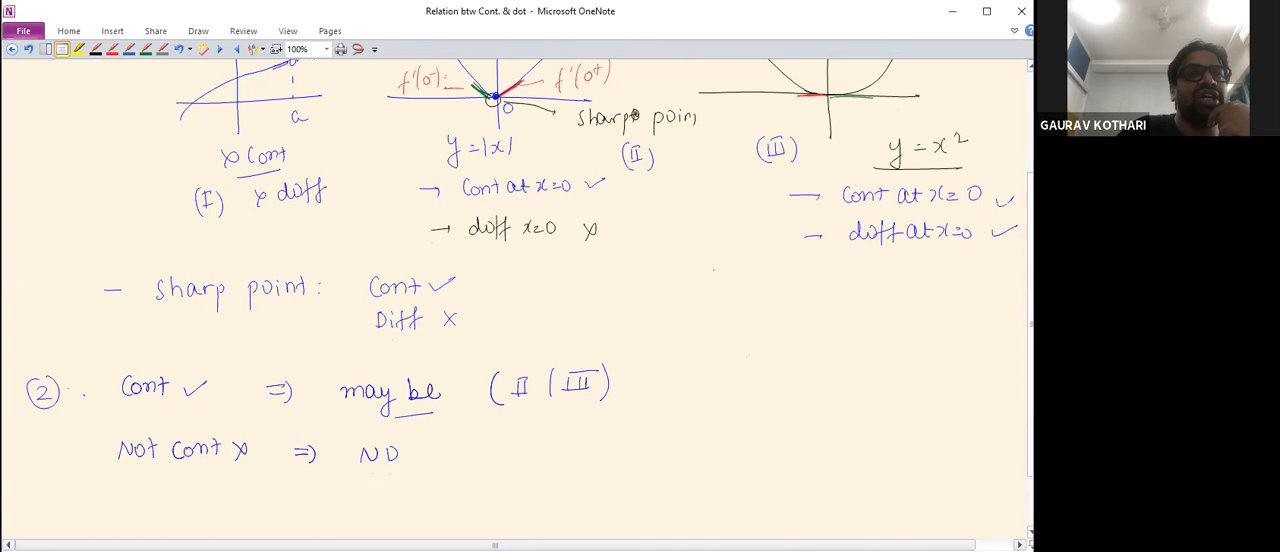 Relation btw Cont. & dot - Microsoft OneNote
File Home Insert Share Draw Review View Pages
100%
f'(0⁻): f'(0⁺)
a 0 sharp poin
GAURAV KOTHARI
x Cont y = |x| (II) (III) y = x²
(I) x diff → Cont at x=0 ✓ → Cont at x=0 ✓
→ diff x=0 x → diff at x=0 ✓
- Sharp point: Cont ✓
Diff x
② . Cont ✓ ⇒ may be (II / III)
Not Cont x ⇒ ND